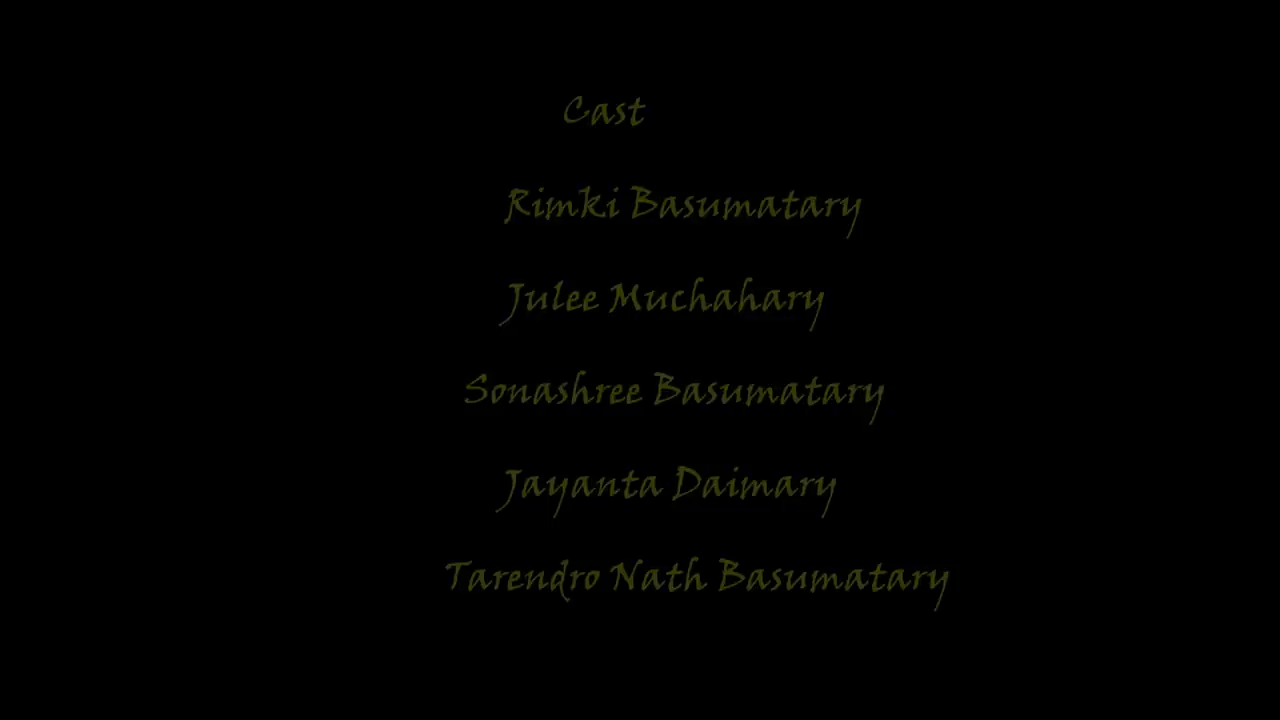 Cast
Rimki Basumatary
Julee Muchahary
Sonashree Basumatary
Jayanta Daimary
Tarendro Nath Basumatary